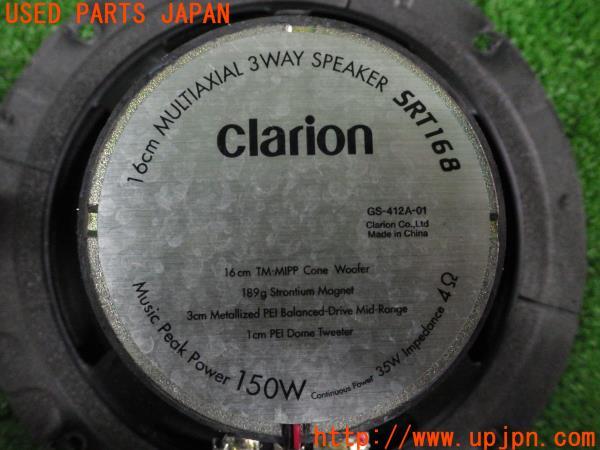 USED PARTS JAPAN
16cm MULTIAXIAL 3WAY SPEAKER SRT168
clarion
GS-412A-01
Clarion Co.,Ltd
Made in China
16cm TM-MIPP Cone Woofer
189g Strontium Magnet
3cm Metallized PEI Balanced-Drive Mid-Range
1cm PEI Dome Tweeter
Music Peak Power 150W Continuous Power 35W Impedance 4Ω
http://www.upjpn.com/